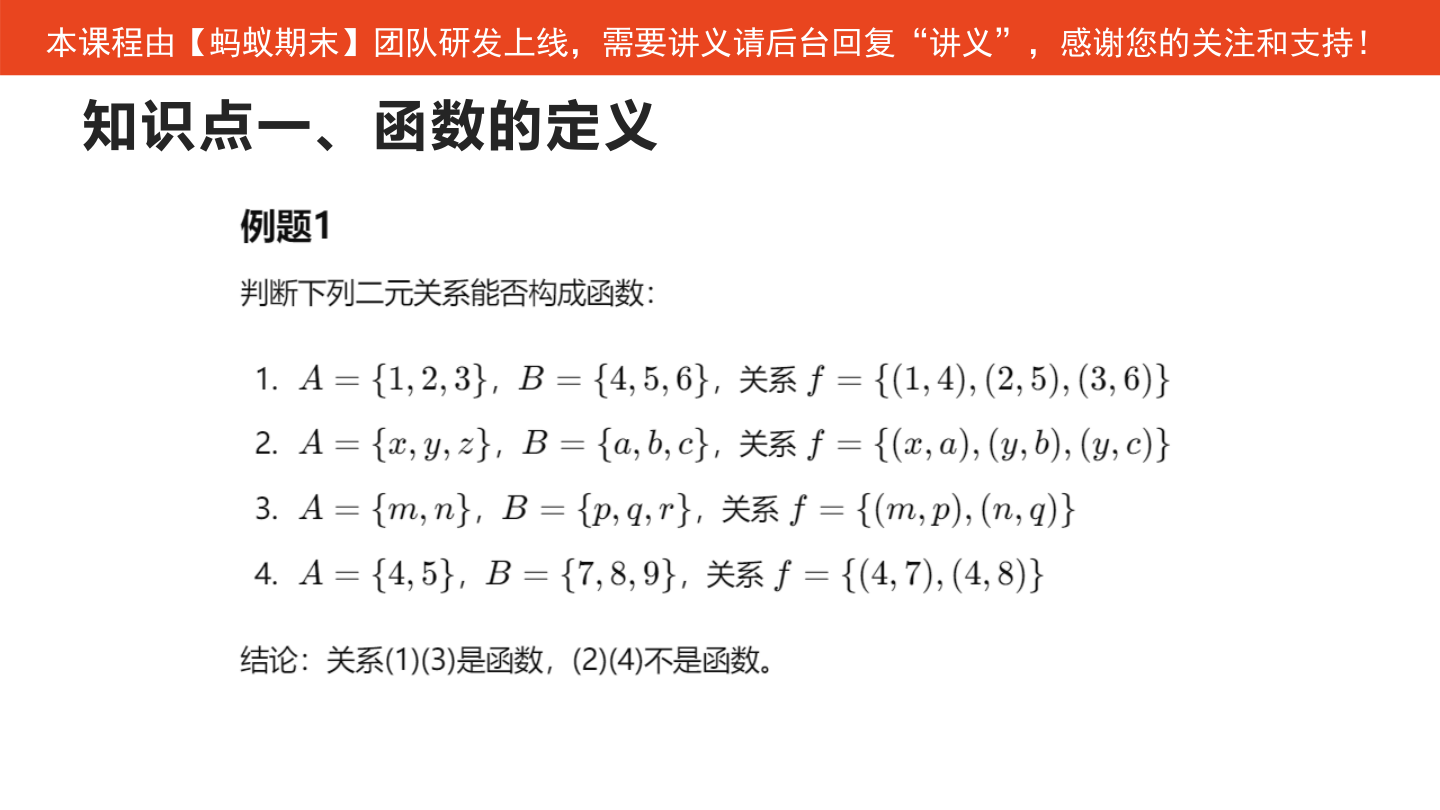 本课程由【蚂蚁期末】团队研发上线，需要讲义请后台回复“讲义”，感谢您的关注和支持！
知识点一、函数的定义
例题1
判断下列二元关系能否构成函数：
1. A = {1, 2, 3}，B = {4, 5, 6}，关系 f = {(1, 4), (2, 5), (3, 6)}
2. A = {x, y, z}，B = {a, b, c}，关系 f = {(x, a), (y, b), (y, c)}
3. A = {m, n}，B = {p, q, r}，关系 f = {(m, p), (n, q)}
4. A = {4, 5}，B = {7, 8, 9}，关系 f = {(4, 7), (4, 8)}
结论：关系(1)(3)是函数，(2)(4)不是函数。